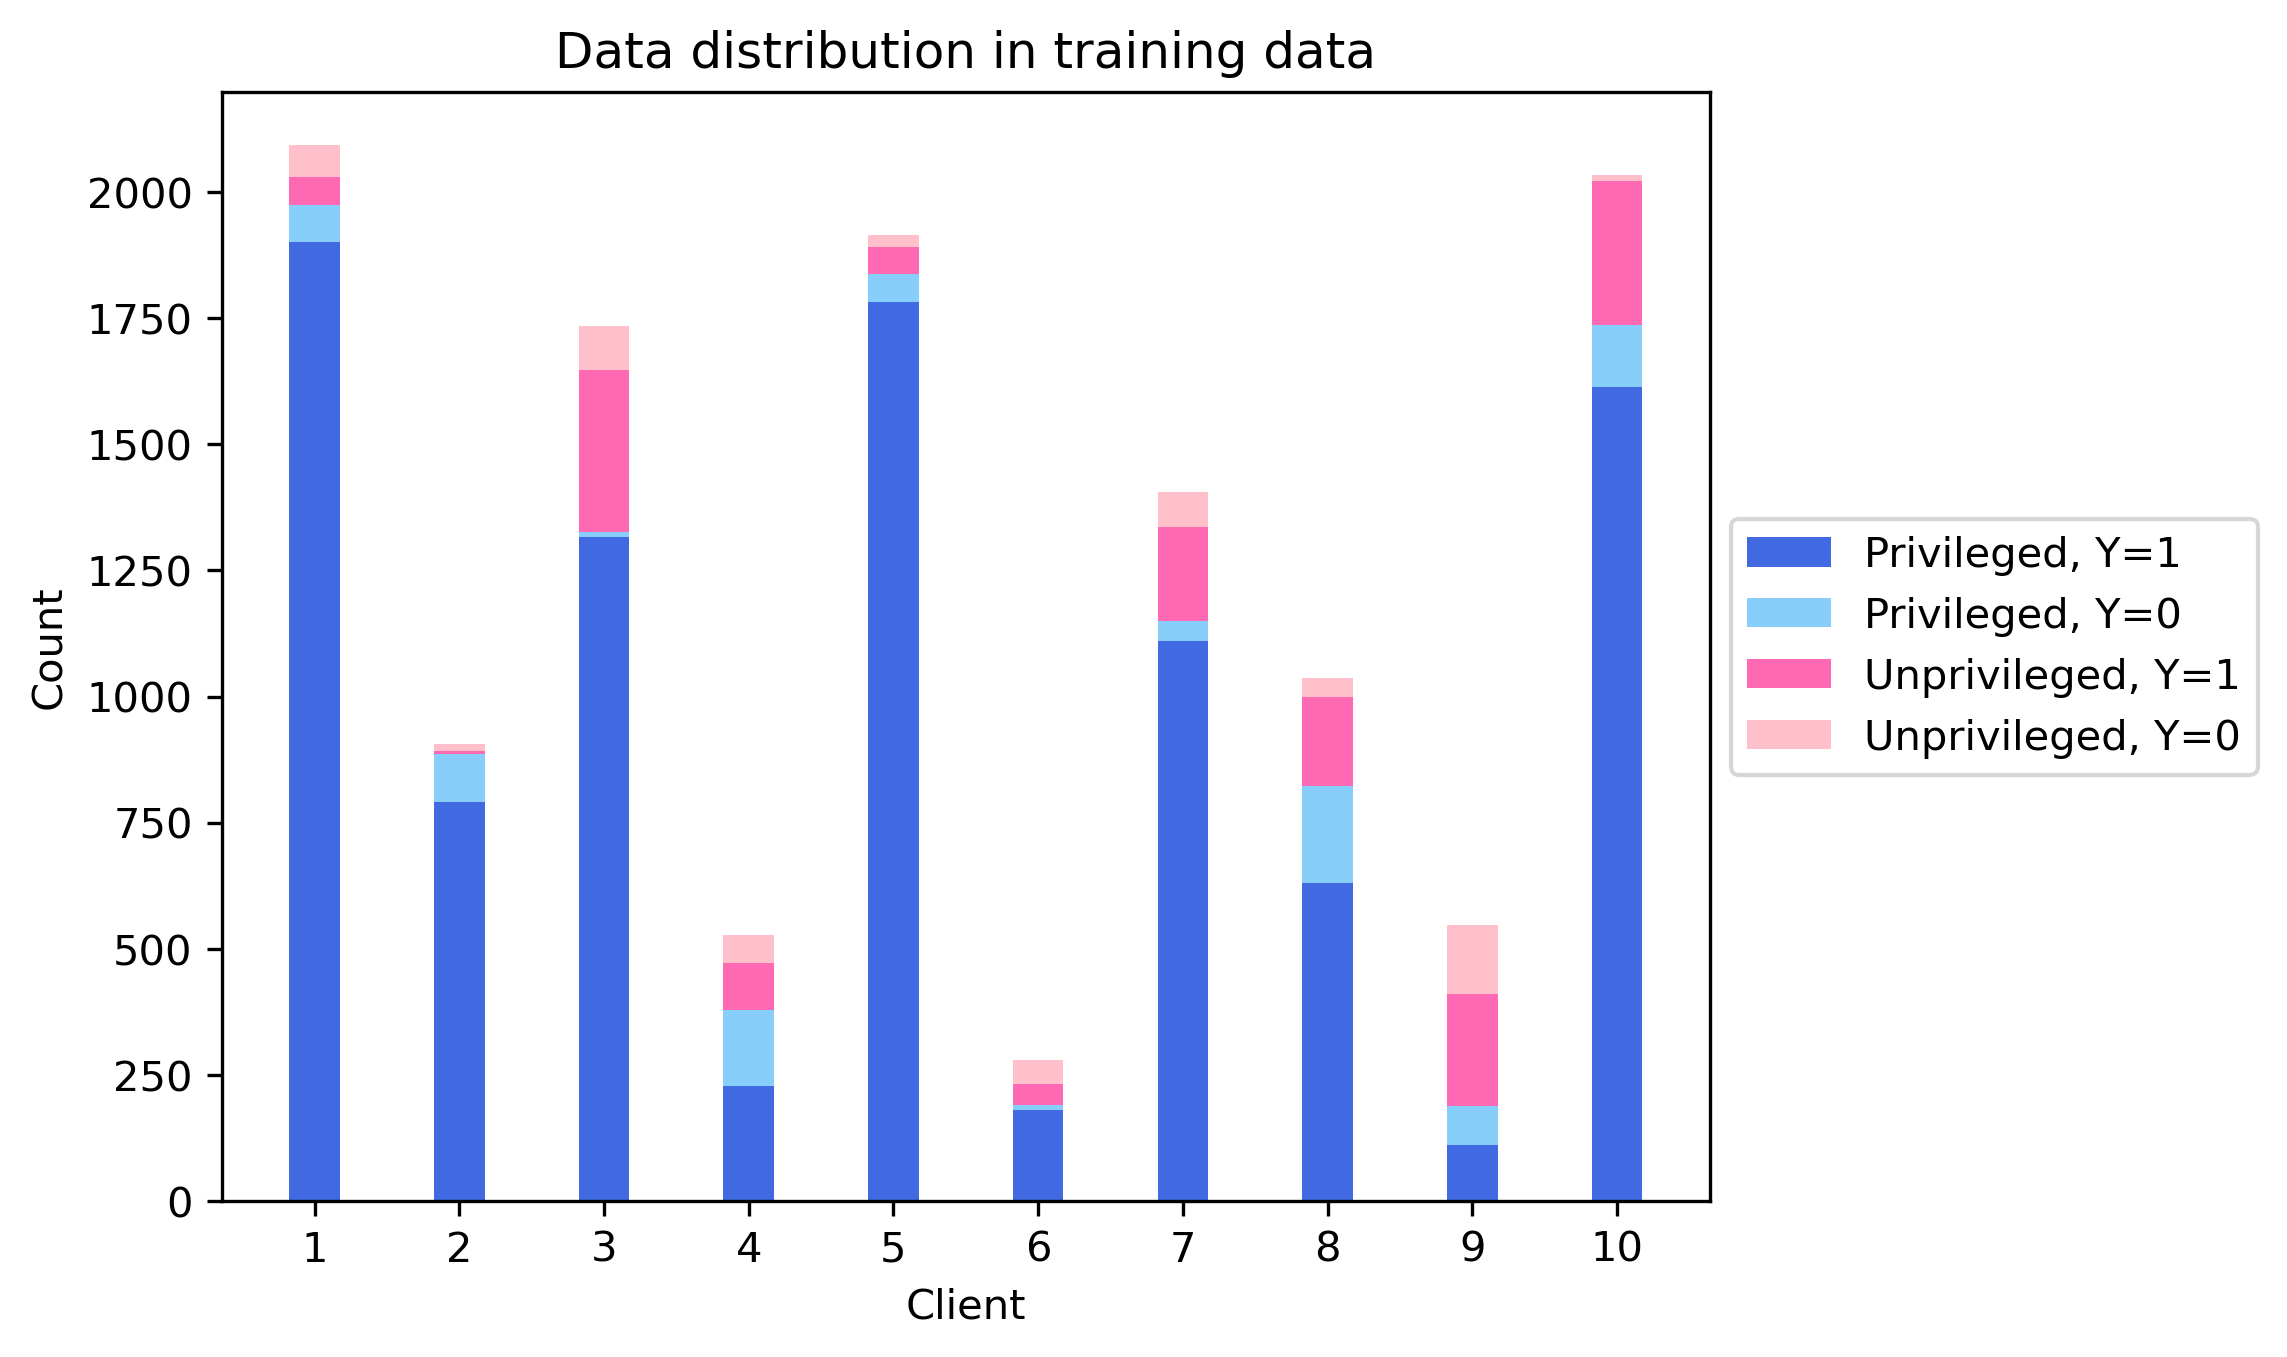 Data distribution in training data
Count
2000
1750
1500
1250
1000
750
500
250
0
1 2 3 4 5 6 7 8 9 10
Client
Privileged, Y=1
Privileged, Y=0
Unprivileged, Y=1
Unprivileged, Y=0